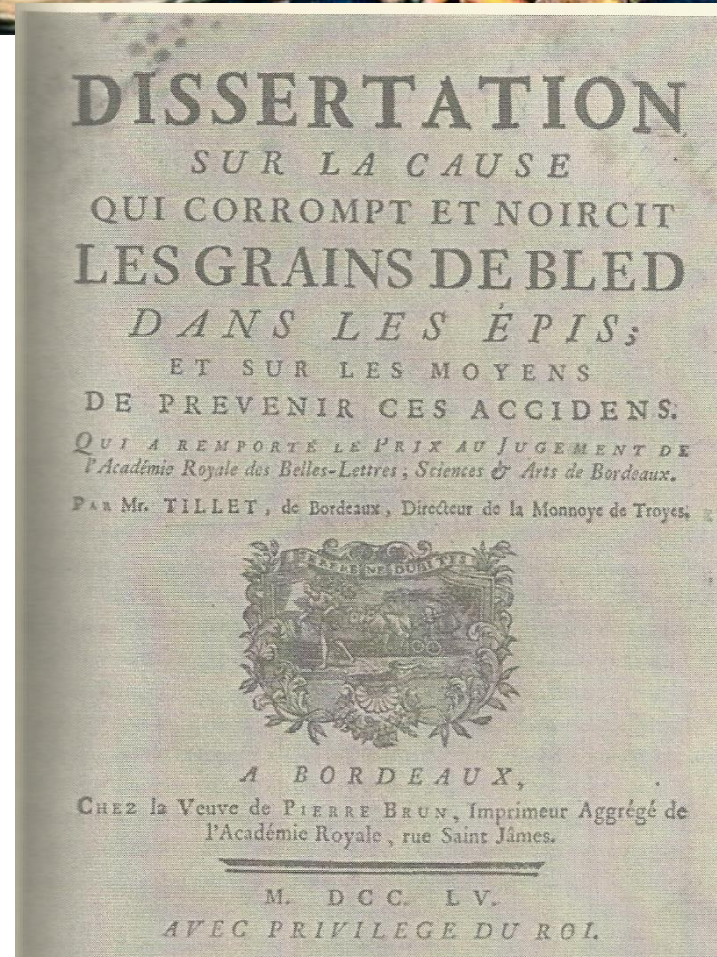 DISSERTATION
SUR LA CAUSE
QUI CORROMPT ET NOIRCIT
LES GRAINS DE BLED
DANS LES ÉPIS;
ET SUR LES MOYENS
DE PREVENIR CES ACCIDENS.
QUI A REMPORTÉ LE PRIX AU JUGEMENT DE
l'Académie Royale des Belles-Lettres, Sciences & Arts de Bordeaux.
PAR Mr. TILLET, de Bordeaux, Directeur de la Monnoye de Troyes.
NE DUBITES
A BORDEAUX,
CHEZ la Veuve de PIERRE BRUN, Imprimeur Aggrégé de
l'Académie Royale, rue Saint Jâmes.
M. DCC. LV.
AVEC PRIVILEGE DU ROI.